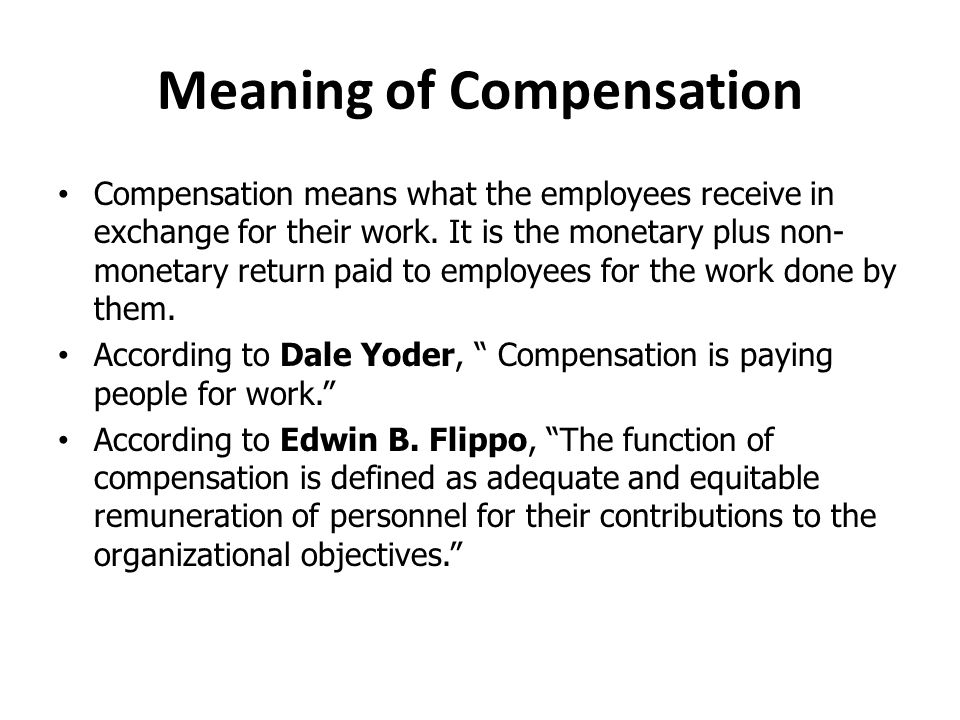 Meaning of Compensation
• Compensation means what the employees receive in
exchange for their work. It is the monetary plus non-
monetary return paid to employees for the work done by
them.
• According to Dale Yoder, “ Compensation is paying
people for work.”
• According to Edwin B. Flippo, “The function of
compensation is defined as adequate and equitable
remuneration of personnel for their contributions to the
organizational objectives.”